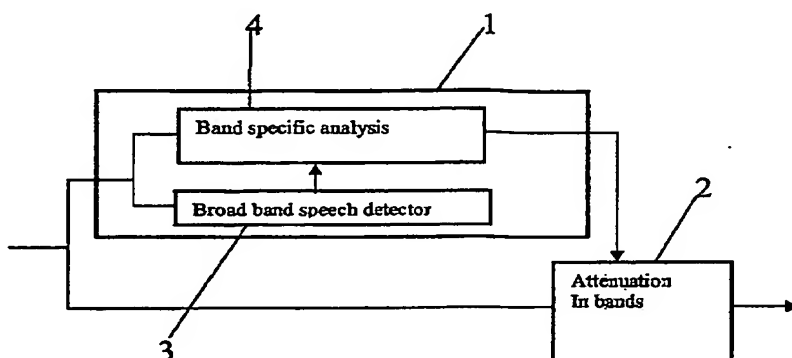 4
1
Band specific analysis
Broad band speech detector
2
Attenuation
In bands
3